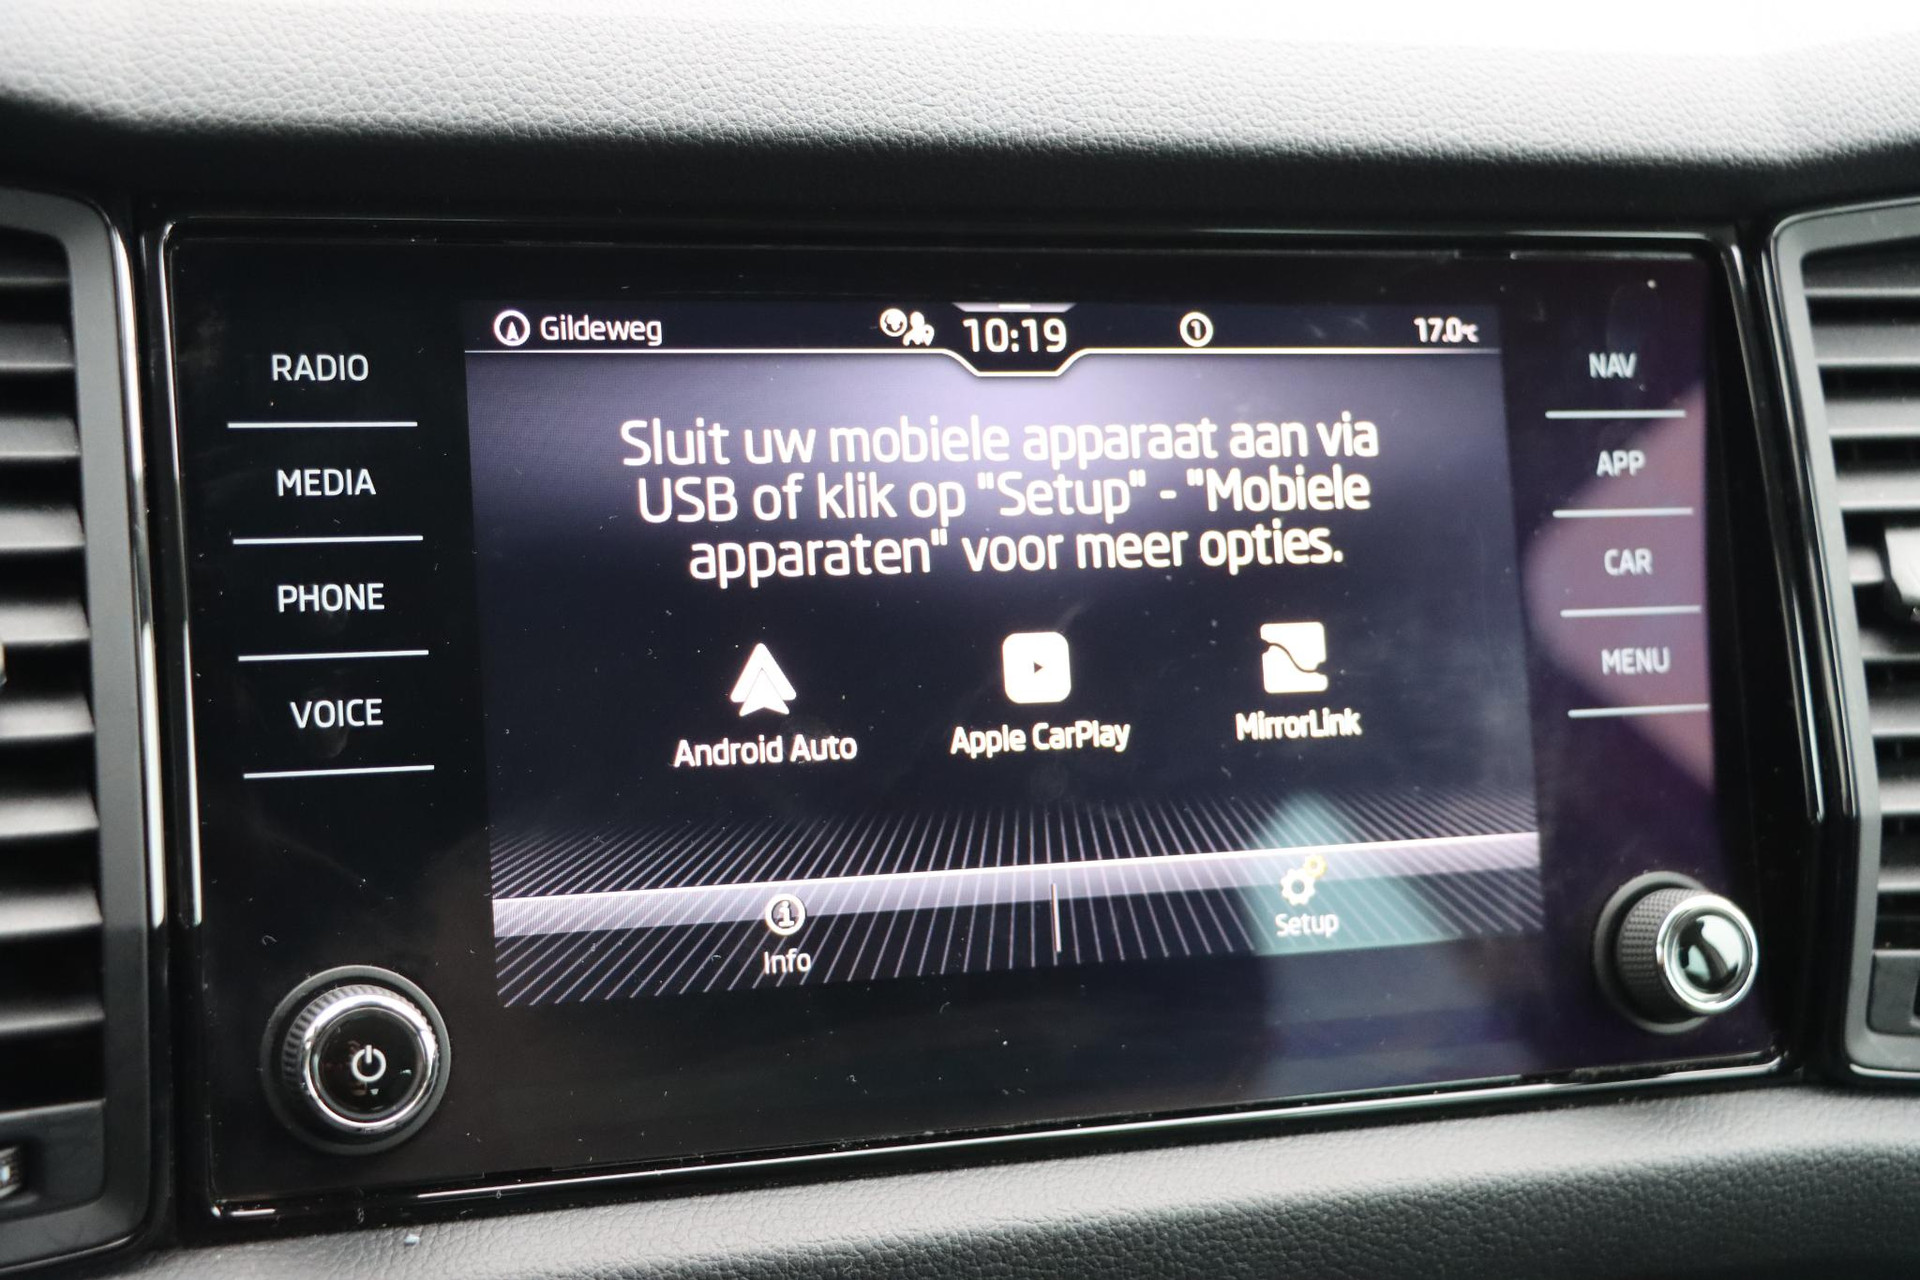 Gildeweg
10:19
1
17.0°C
RADIO
MEDIA
PHONE
VOICE
Sluit uw mobiele apparaat aan via
USB of klik op "Setup" - "Mobiele
apparaten" voor meer opties.
Android Auto
Apple CarPlay
MirrorLink
Info
Setup
NAV
APP
CAR
MENU